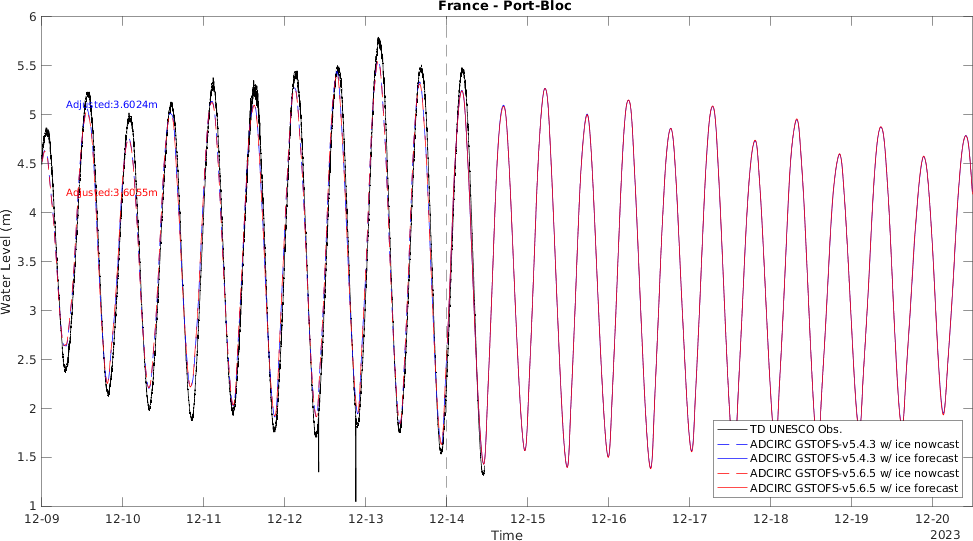 France - Port-Bloc
6
5.5
5
4.5
4
3.5
3
2.5
2
1.5
1
Water Level (m)
Adjusted:3.6024m
Adjusted:3.6055m
TD UNESCO Obs.
ADCIRC GSTOFS-v5.4.3 w/ ice nowcast
ADCIRC GSTOFS-v5.4.3 w/ ice forecast
ADCIRC GSTOFS-v5.6.5 w/ ice nowcast
ADCIRC GSTOFS-v5.6.5 w/ ice forecast
12-09 12-10 12-11 12-12 12-13 12-14 12-15 12-16 12-17 12-18 12-19 12-20
Time
2023